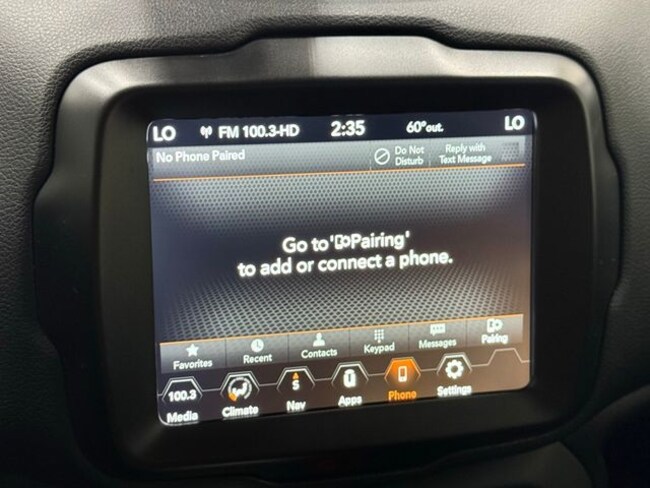 LO FM 100.3-HD 2:35 60°out. LO
No Phone Paired
Do Not
Disturb
Reply with
Text Message
Go to 'Pairing'
to add or connect a phone.
Favorites Recent Contacts Keypad Messages Pairing
100.3 S
Media Climate Nav Apps Phone Settings